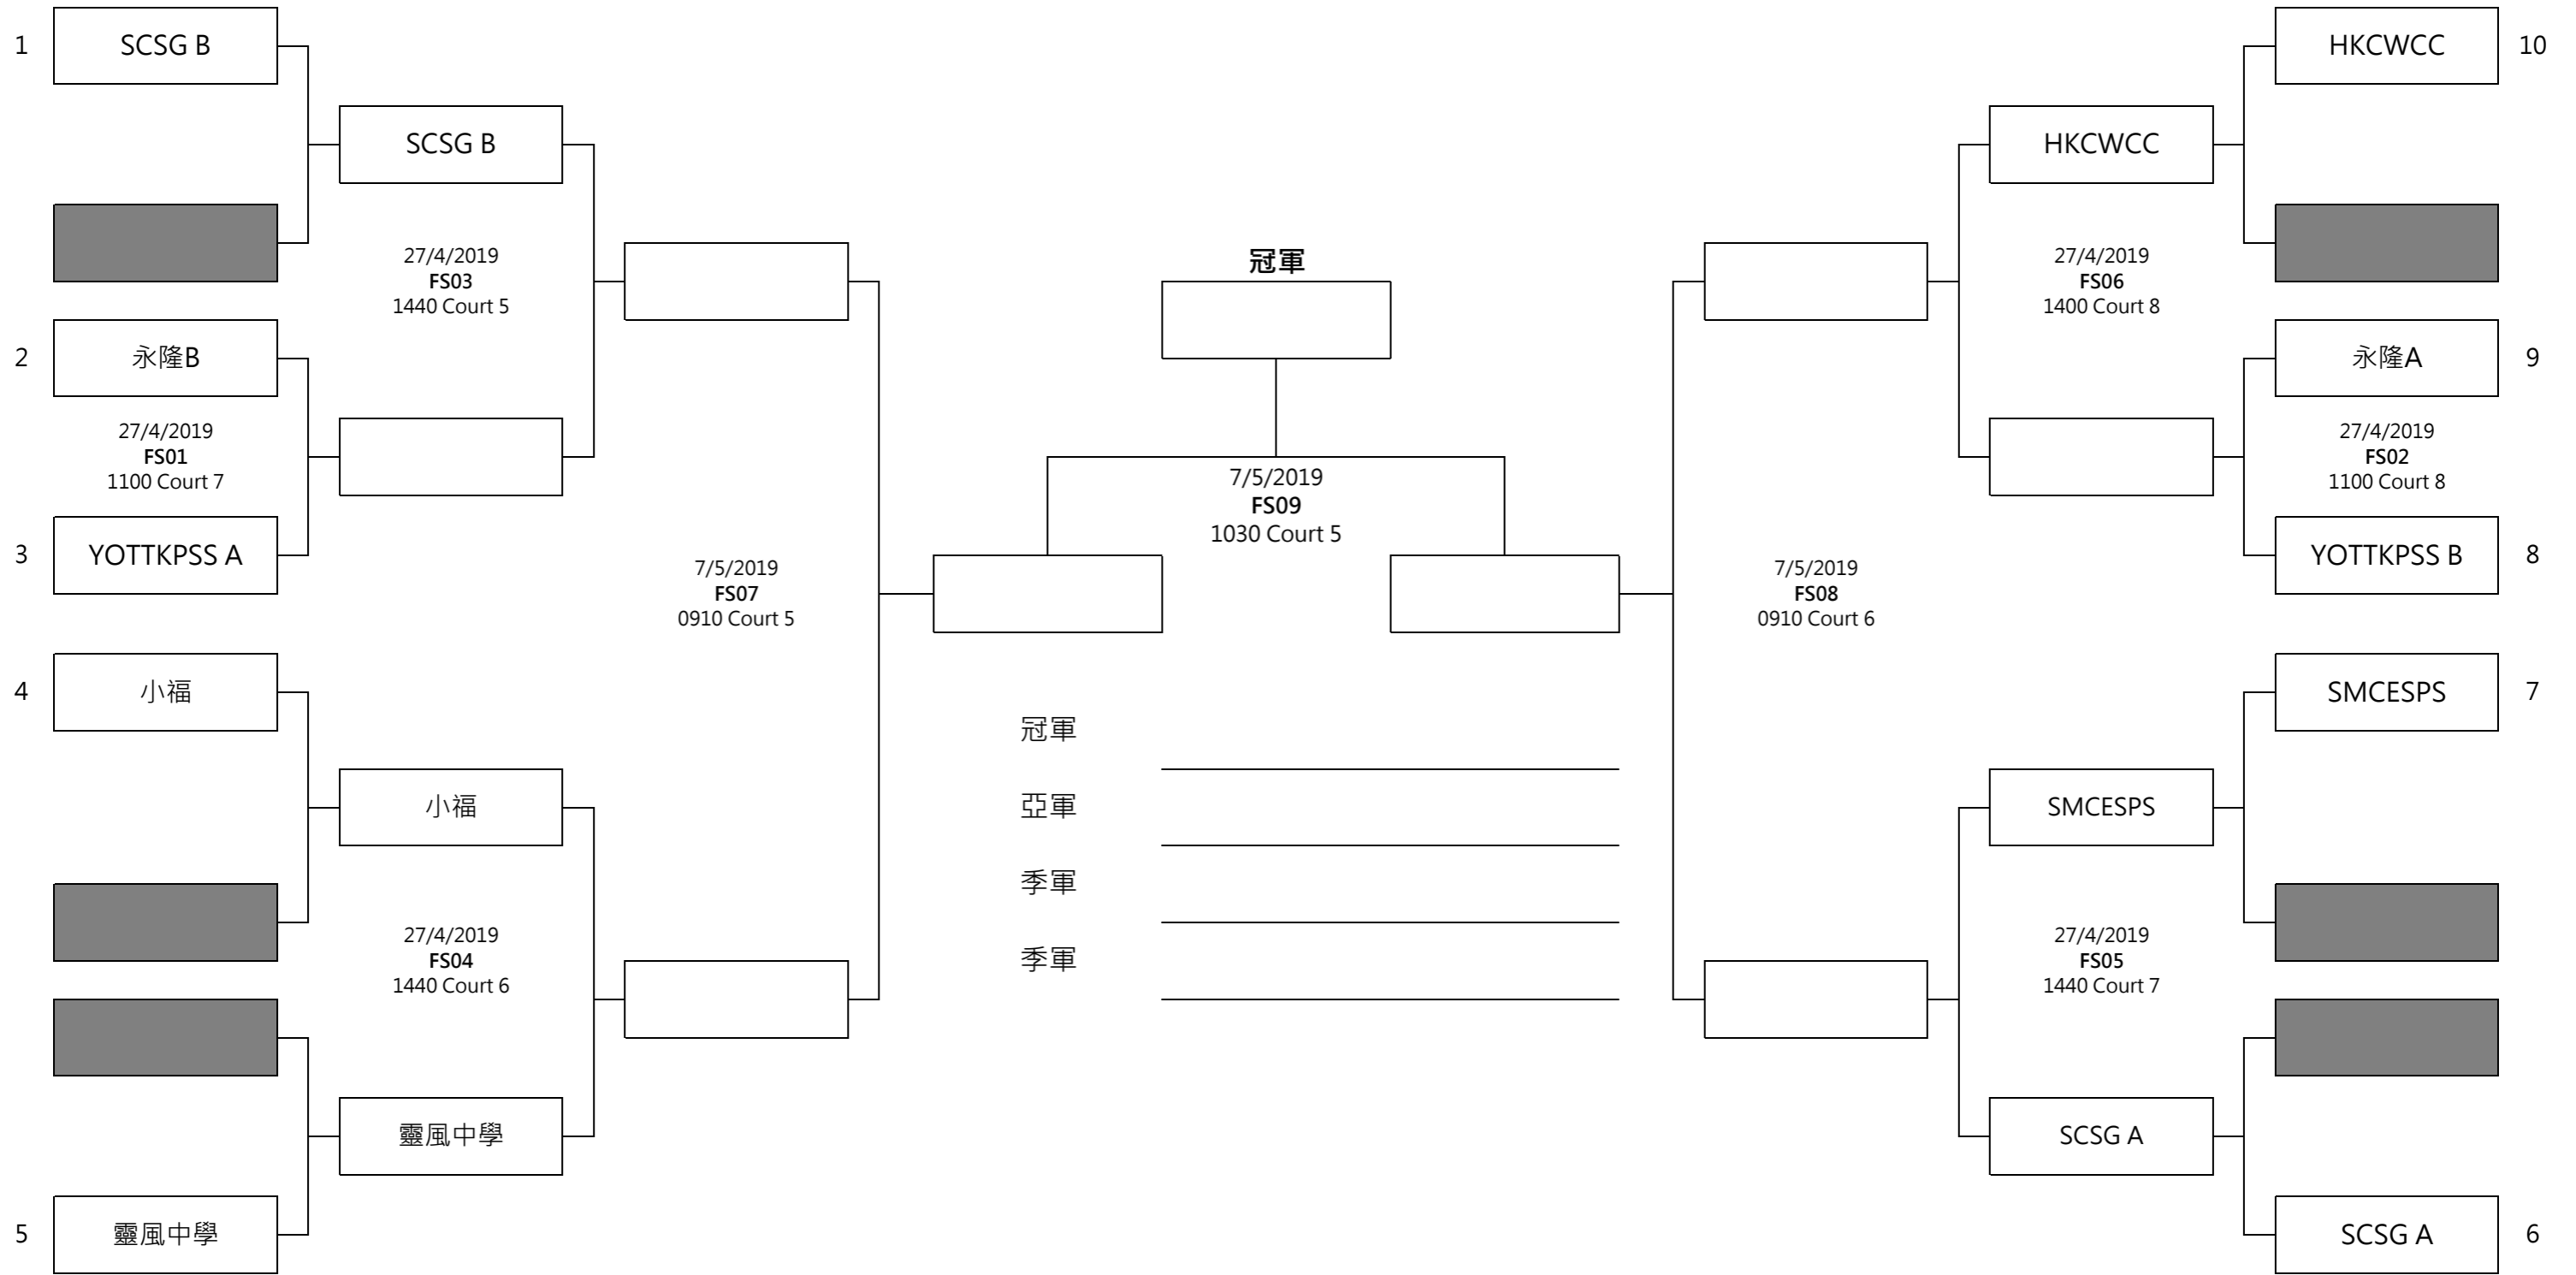 1
SCSG B
SCSG B
27/4/2019
FS03
1440 Court 5
2
永隆B
27/4/2019
FS01
1100 Court 7
3
YOTTKPSS A
7/5/2019
FS07
0910 Court 5
4
小福
小福
27/4/2019
FS04
1440 Court 6
靈風中學
5
靈風中學
冠軍
7/5/2019
FS09
1030 Court 5
冠軍
亞軍
季軍
季軍
HKCWCC
10
HKCWCC
27/4/2019
FS06
1400 Court 8
永隆A
9
27/4/2019
FS02
1100 Court 8
YOTTKPSS B
8
7/5/2019
FS08
0910 Court 6
SMCESPS
7
SMCESPS
27/4/2019
FS05
1440 Court 7
SCSG A
SCSG A
6